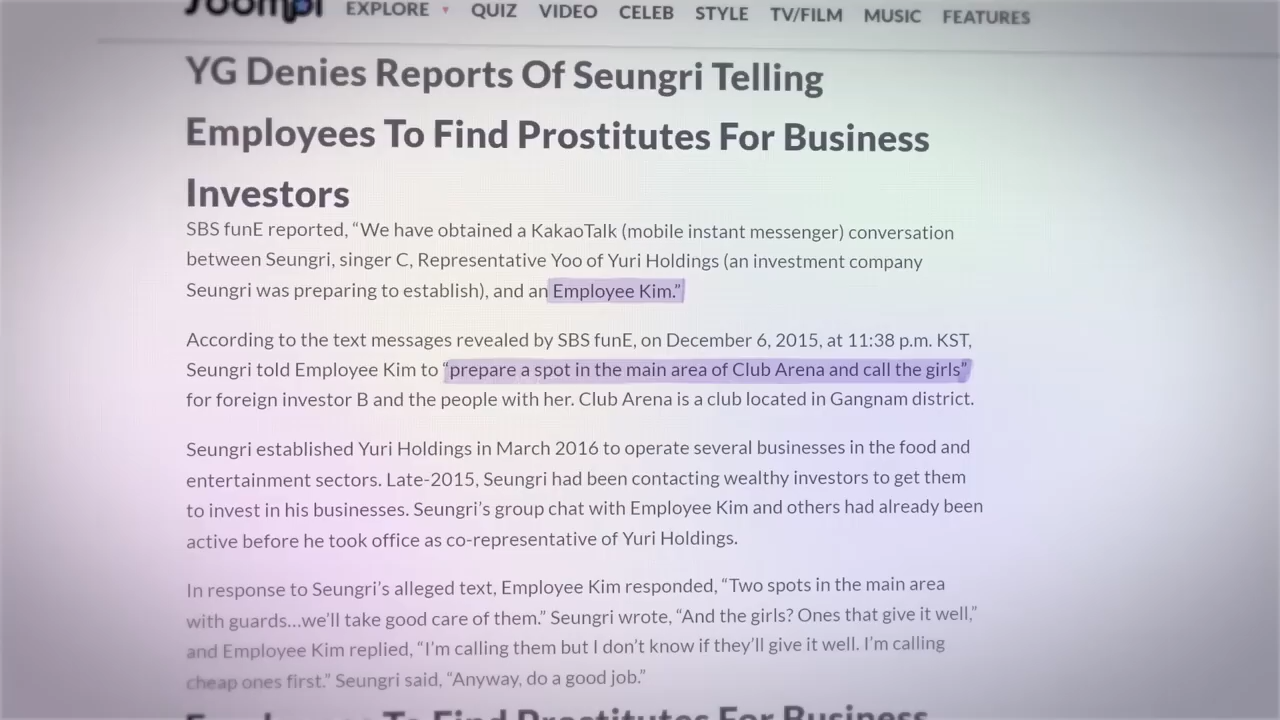 Soompi EXPLORE QUIZ VIDEO CELEB STYLE TV/FILM MUSIC FEATURES
YG Denies Reports Of Seungri Telling
Employees To Find Prostitutes For Business
Investors
SBS funE reported, “We have obtained a KakaoTalk (mobile instant messenger) conversation
between Seungri, singer C, Representative Yoo of Yuri Holdings (an investment company
Seungri was preparing to establish), and an Employee Kim.”
According to the text messages revealed by SBS funE, on December 6, 2015, at 11:38 p.m. KST,
Seungri told Employee Kim to “prepare a spot in the main area of Club Arena and call the girls”
for foreign investor B and the people with her. Club Arena is a club located in Gangnam district.
Seungri established Yuri Holdings in March 2016 to operate several businesses in the food and
entertainment sectors. Late-2015, Seungri had been contacting wealthy investors to get them
to invest in his businesses. Seungri’s group chat with Employee Kim and others had already been
active before he took office as co-representative of Yuri Holdings.
In response to Seungri’s alleged text, Employee Kim responded, “Two spots in the main area
with guards…we’ll take good care of them.” Seungri wrote, “And the girls? Ones that give it well,”
and Employee Kim replied, “I’m calling them but I don’t know if they’ll give it well. I’m calling
cheap ones first.” Seungri said, “Anyway, do a good job.”
Employees To Find Prostitutes For Business